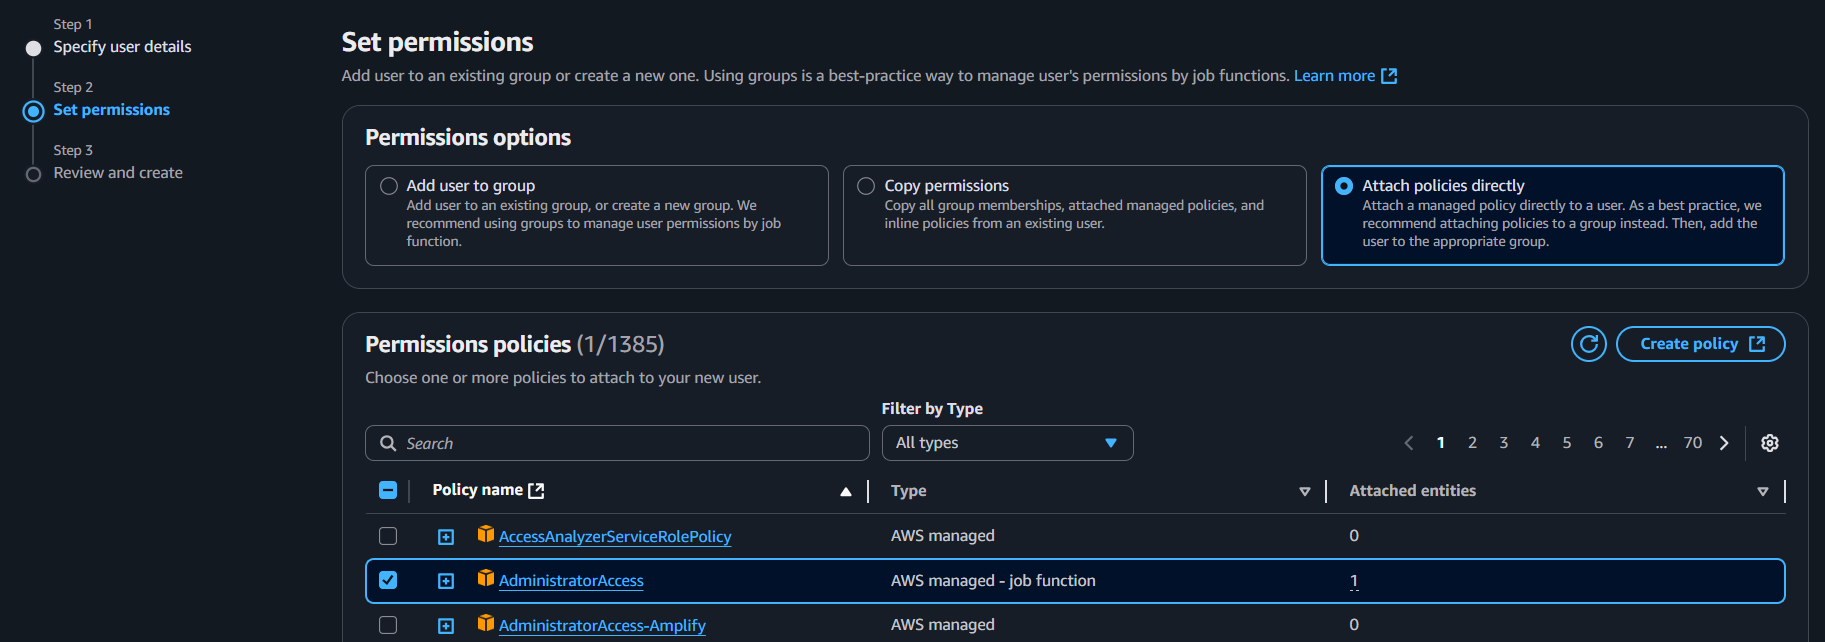 Step 1
Specify user details
Step 2
Set permissions
Step 3
Review and create
Set permissions
Add user to an existing group or create a new one. Using groups is a best-practice way to manage user's permissions by job functions. Learn more
Permissions options
Add user to group
Add user to an existing group, or create a new group. We
recommend using groups to manage user permissions by job
function.
Copy permissions
Copy all group memberships, attached managed policies, and
inline policies from an existing user.
Attach policies directly
Attach a managed policy directly to a user. As a best practice, we
recommend attaching policies to a group instead. Then, add the
user to the appropriate group.
Permissions policies (1/1385)
Create policy
Choose one or more policies to attach to your new user.
Filter by Type
Search
All types
1 2 3 4 5 6 7 ... 70
Policy name Type Attached entities
AccessAnalyzerServiceRolePolicy AWS managed 0
AdministratorAccess AWS managed - job function 1
AdministratorAccess-Amplify AWS managed 0